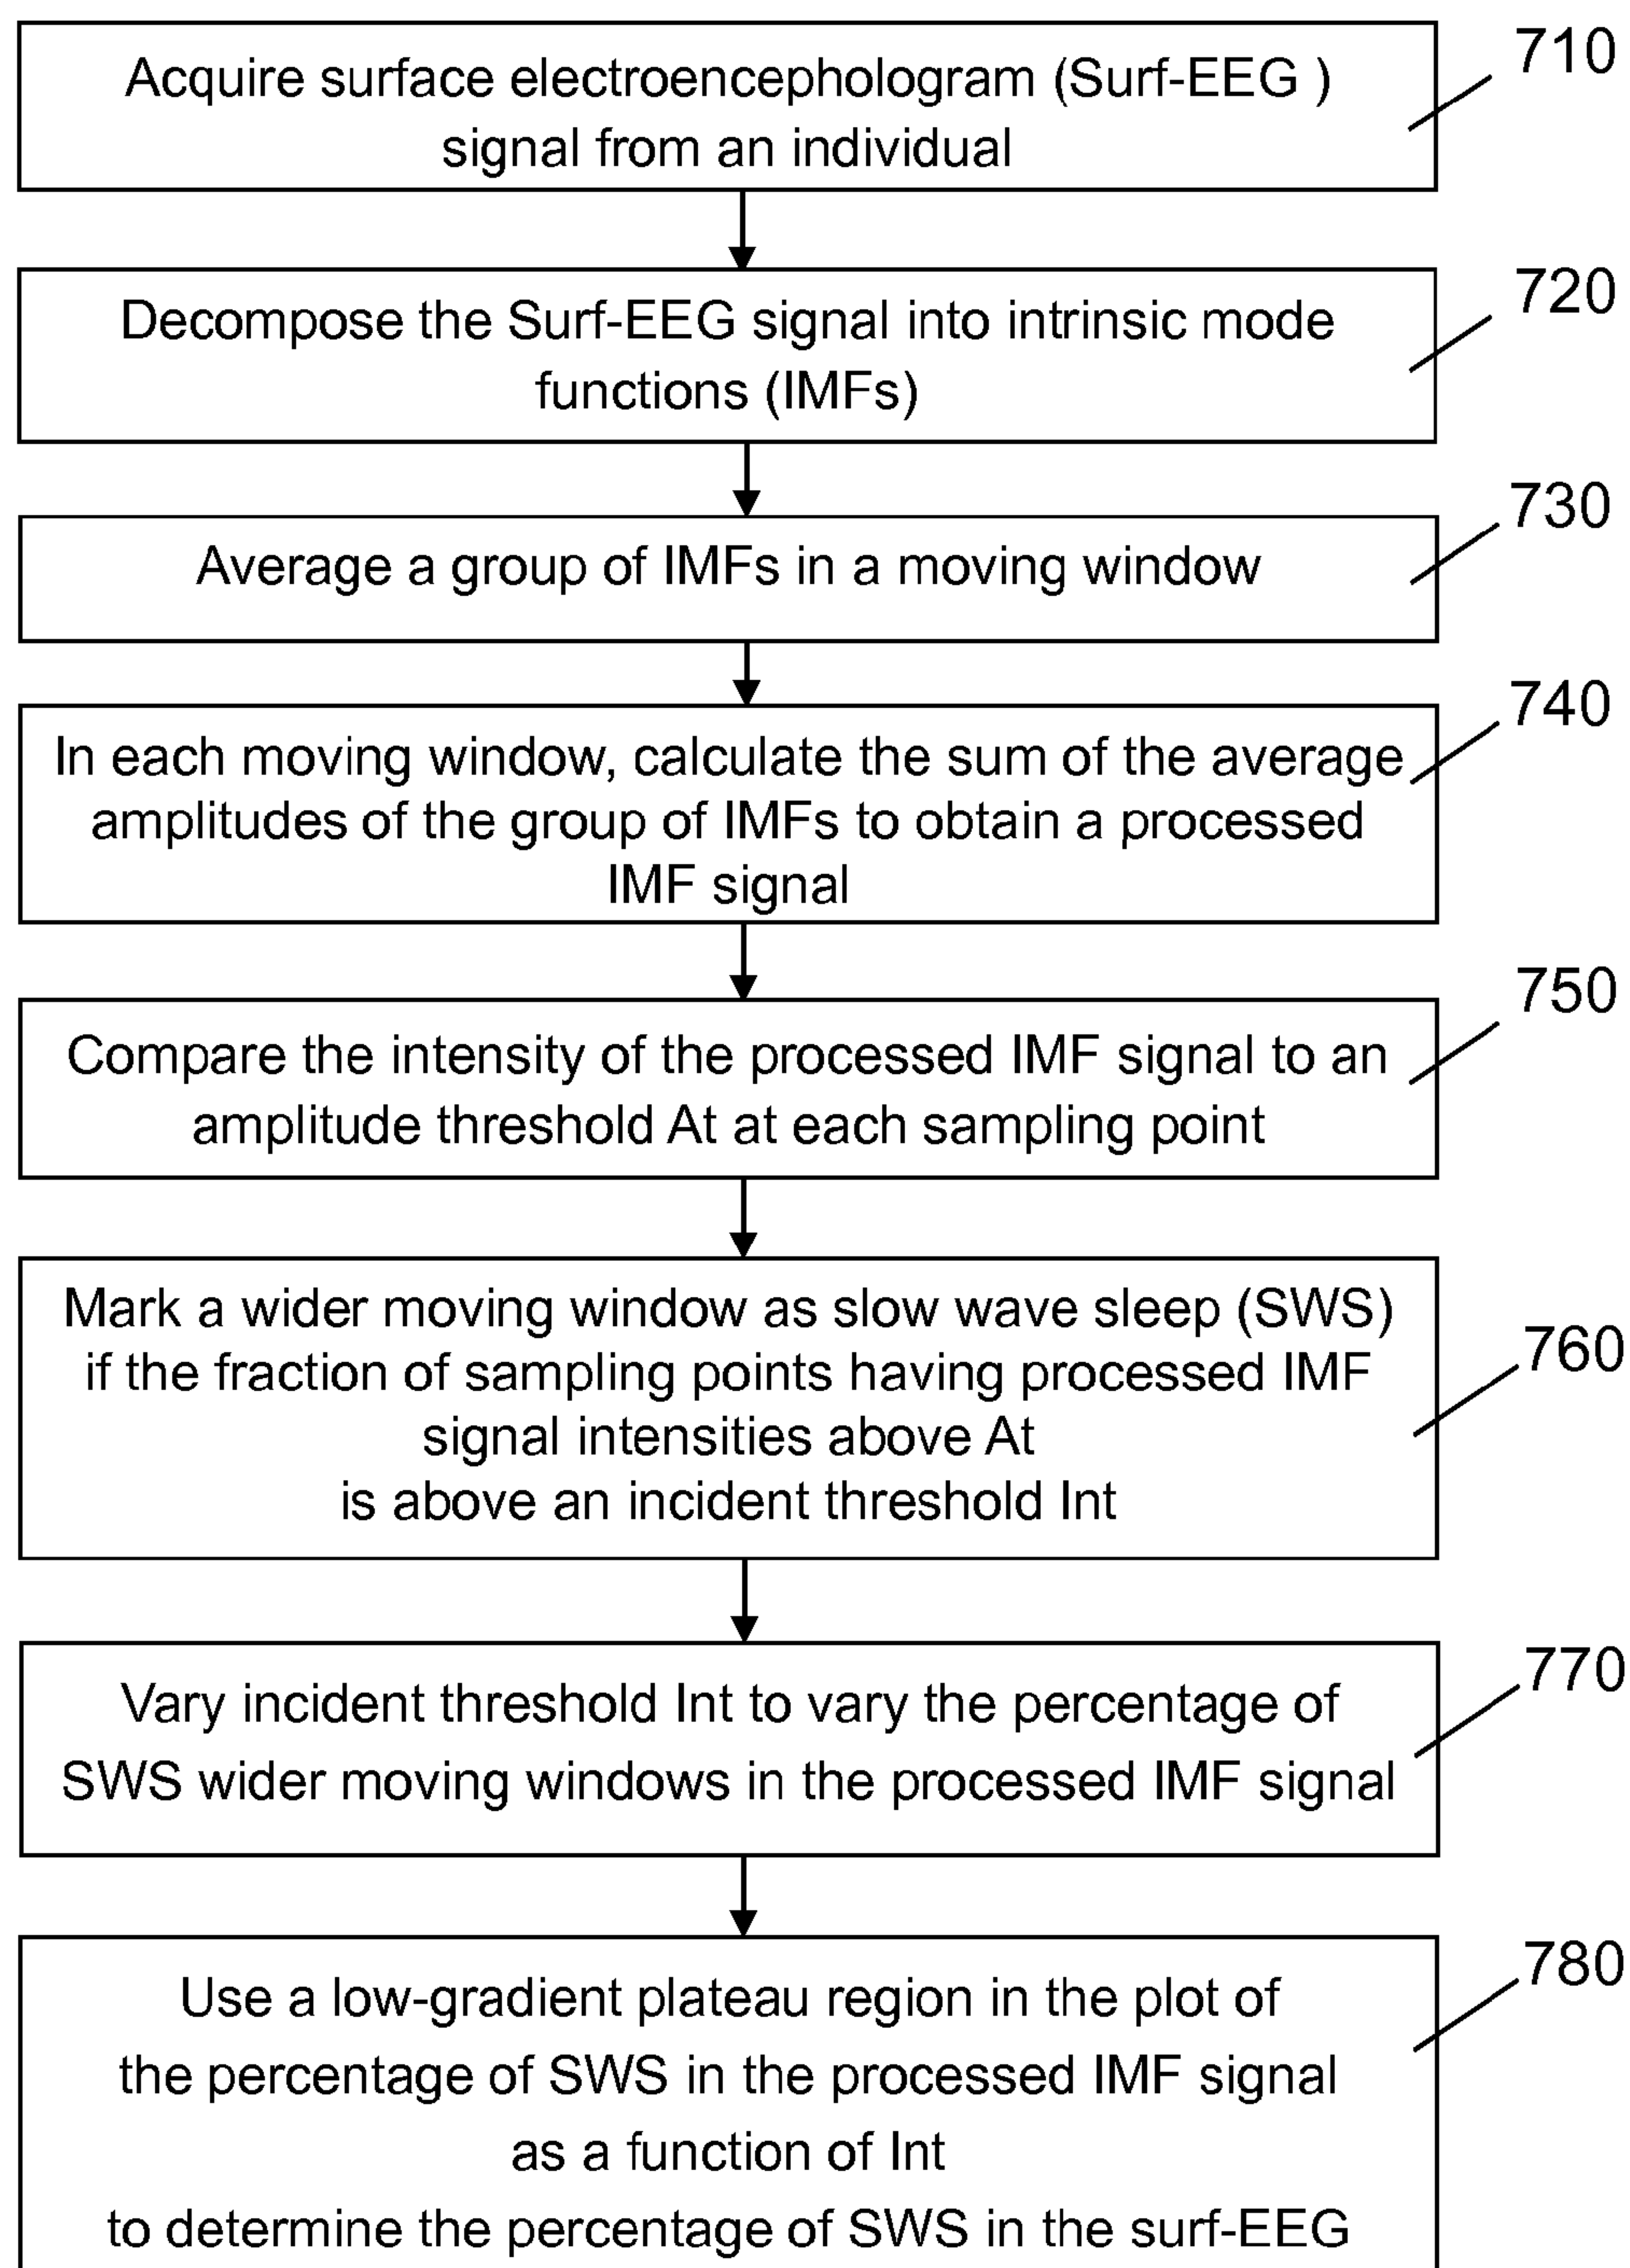 710
Acquire surface electroencephologram (Surf-EEG )
signal from an individual
720
Decompose the Surf-EEG signal into intrinsic mode
functions (IMFs)
730
Average a group of IMFs in a moving window
740
In each moving window, calculate the sum of the average
amplitudes of the group of IMFs to obtain a processed
IMF signal
750
Compare the intensity of the processed IMF signal to an
amplitude threshold At at each sampling point
760
Mark a wider moving window as slow wave sleep (SWS)
if the fraction of sampling points having processed IMF
signal intensities above At
is above an incident threshold Int
770
Vary incident threshold Int to vary the percentage of
SWS wider moving windows in the processed IMF signal
780
Use a low-gradient plateau region in the plot of
the percentage of SWS in the processed IMF signal
as a function of Int
to determine the percentage of SWS in the surf-EEG